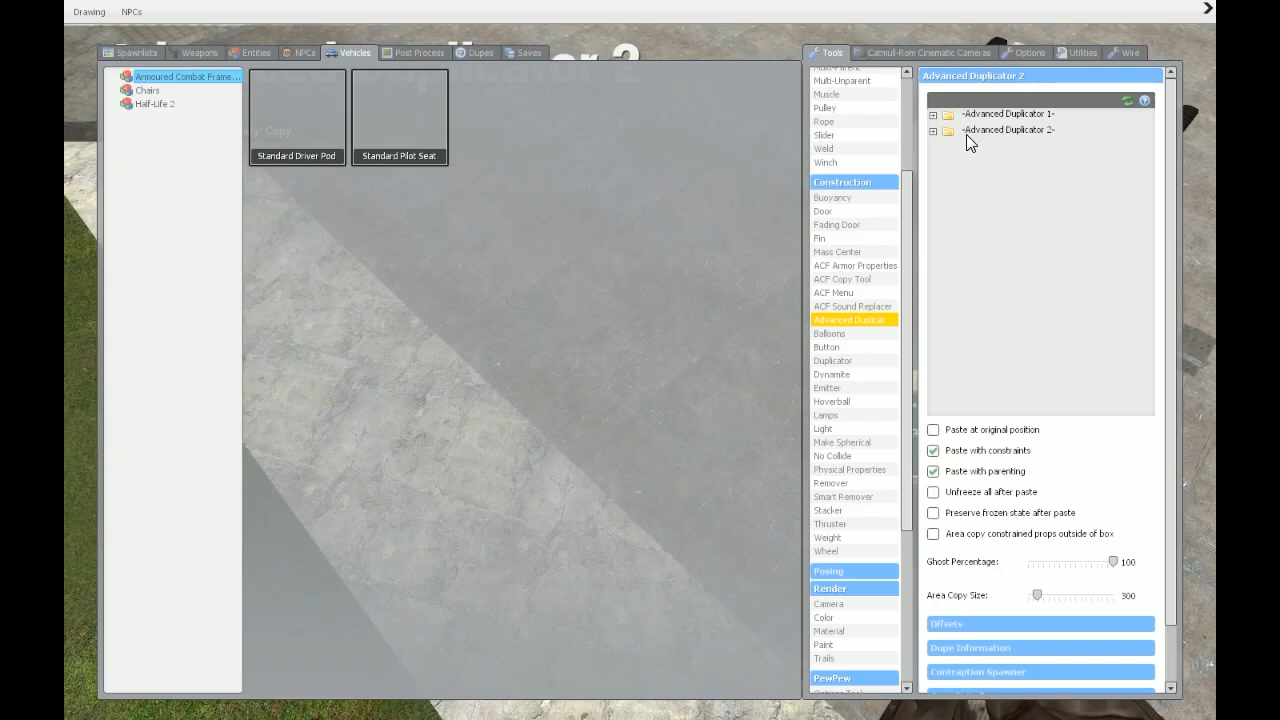 Drawing NPCs
or 2
Spawnlists Weapons Entities NPCs Vehicles Post Process Dupes Saves
Tools Catmull-Rom Cinematic Cameras Options Utilities Wire
Armoured Combat Frame...
Chairs
Half-Life 2
ry: Copy
Standard Driver Pod
Standard Pilot Seat
Multi-Parent
Multi-Unparent
Muscle
Pulley
Rope
Slider
Weld
Winch
Construction
Buoyancy
Door
Fading Door
Fin
Mass Center
ACF Armor Properties
ACF Copy Tool
ACF Menu
ACF Sound Replacer
Advanced Duplicat
Balloons
Button
Duplicator
Dynamite
Emitter
Hoverball
Lamps
Light
Make Spherical
No Collide
Physical Properties
Remover
Smart Remover
Stacker
Thruster
Weight
Wheel
Posing
Render
Camera
Color
Material
Paint
Trails
PewPew
Advanced Duplicator 2
-Advanced Duplicator 1-
-Advanced Duplicator 2-
Paste at original position
Paste with constraints
Paste with parenting
Unfreeze all after paste
Preserve frozen state after paste
Area copy constrained props outside of box
Ghost Percentage: 100
Area Copy Size: 300
Offsets
Dupe Information
Contraption Spawner